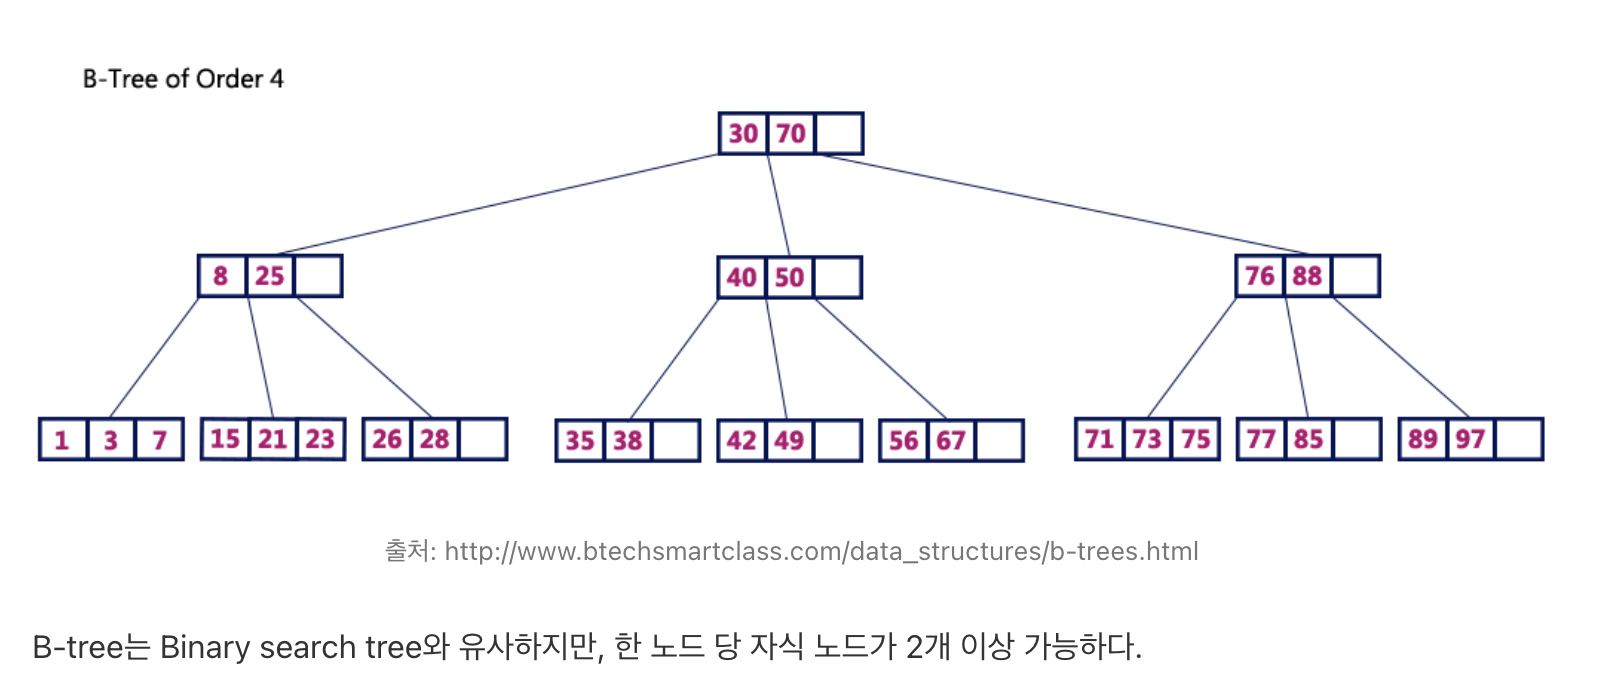 B-Tree of Order 4
30 70
8 25
40 50
76 88
1 3 7
15 21 23
26 28
35 38
42 49
56 67
71 73 75
77 85
89 97
출처: http://www.btechsmartclass.com/data_structures/b-trees.html
B-tree는 Binary search tree와 유사하지만, 한 노드 당 자식 노드가 2개 이상 가능하다.